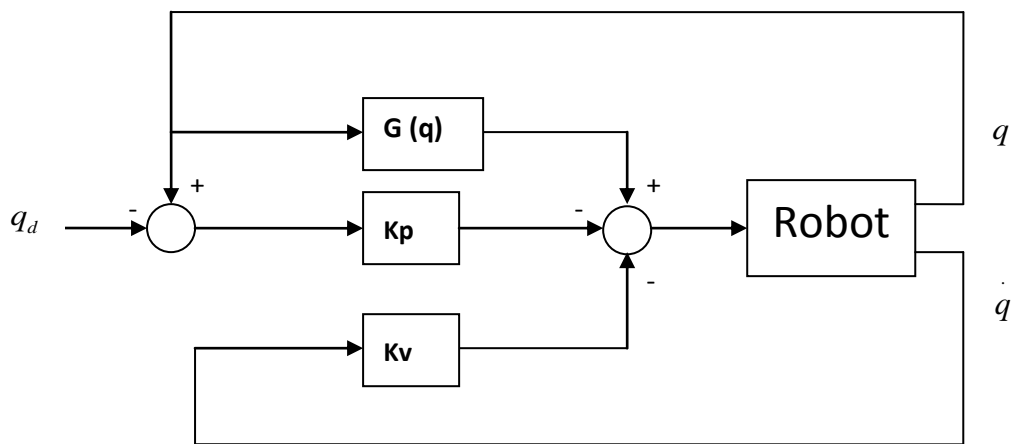 G (q)
q
+
+
-
q_d
-
Kp
Robot
-
q̇
Kv